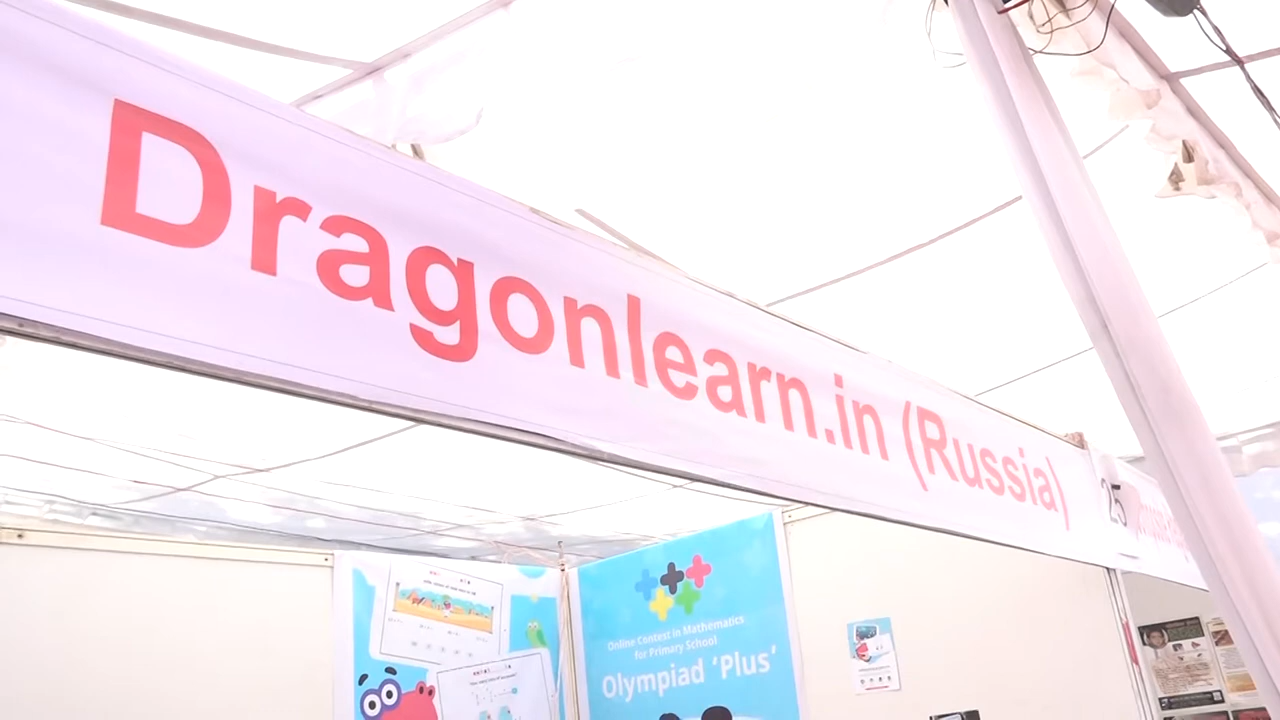 Dragonlearn.in (Russia)
25
Online Contest in Mathematics
for Primary School
Olympiad 'Plus'